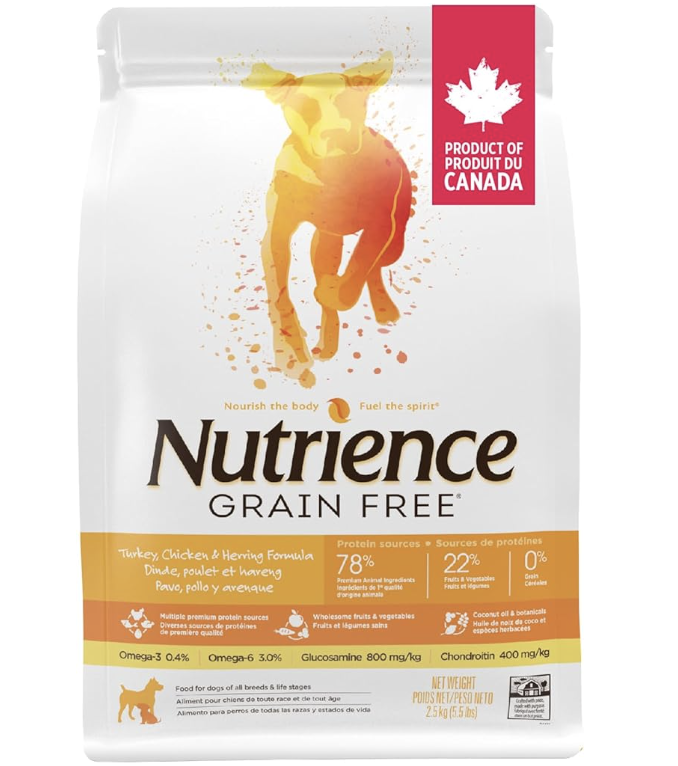 PRODUCT OF
PRODUIT DU
CANADA
Nourish the body Fuel the spirit®
Nutrience
GRAIN FREE®
Protein sources • Sources de protéines
Turkey, Chicken & Herring Formula
Dinde, poulet et hareng
Pavo, pollo y arenque
78%
Premium Animal Ingredients
Ingrédients de 1re qualité
d'origine animale
22%
Fruits & Vegetables
Fruits et légumes
0%
Grain
Céréales
Multiple premium protein sources
Diverses sources de protéines
de première qualité
Wholesome fruits & vegetables
Fruits et légumes sains
Coconut oil & botanicals
Huile de noix de coco et
espèces herbacées
Omega-3 0.4% Omega-6 3.0% Glucosamine 800 mg/kg Chondroitin 400 mg/kg
Food for dogs of all breeds & life stages
Aliment pour chiens de toute race et de tout âge
Alimento para perros de todas las razas y estados de vida
NET WEIGHT
POIDS NET/PESO NETO
2.5 kg (5.5 lbs)